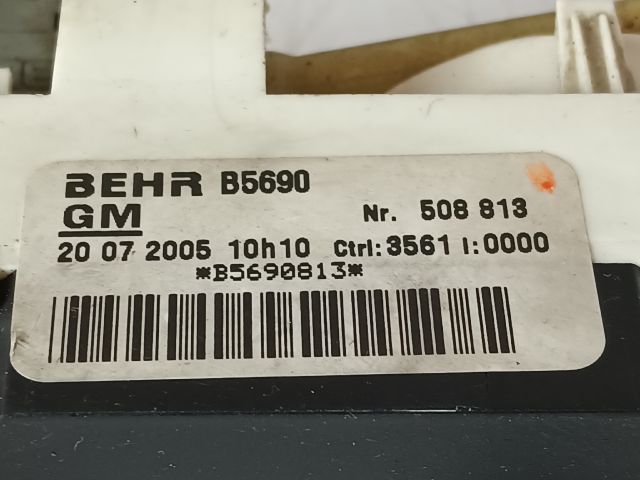 BEHR B5690
GM Nr. 508 813
20 07 2005 10h10 Ctrl: 3561 I:0000
*B5690813*